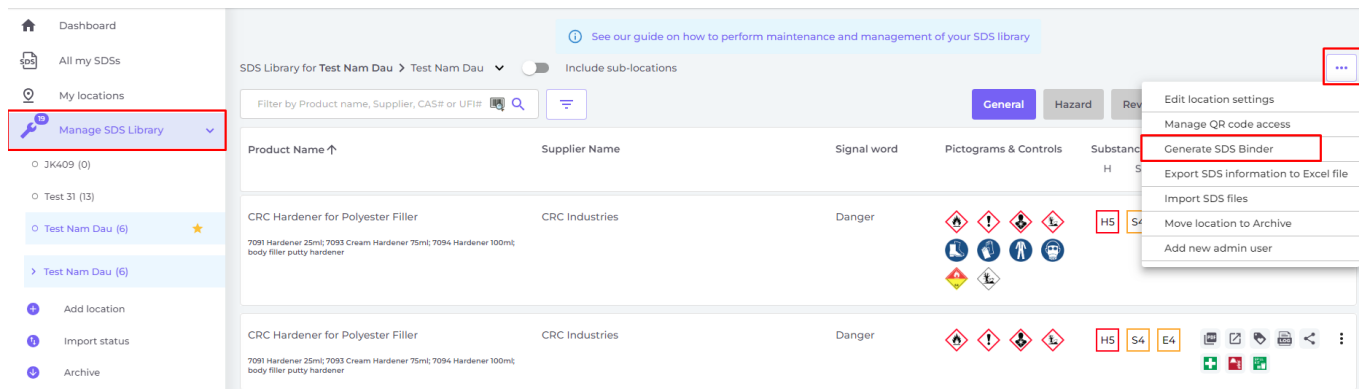 Dashboard
SDS
All my SDSs
My locations
19
Manage SDS Library
JK409 (0)
Test 31 (13)
Test Nam Dau (6)
Test Nam Dau (6)
Add location
Import status
Archive
See our guide on how to perform maintenance and management of your SDS library
SDS Library for Test Nam Dau > Test Nam Dau
Include sub-locations
Filter by Product name, Supplier, CAS# or UFI#
General
Hazard
Rev
Edit location settings
Manage QR code access
Generate SDS Binder
Export SDS information to Excel file
Import SDS files
Move location to Archive
Add new admin user
Product Name
Supplier Name
Signal word
Pictograms & Controls
Substanc
H S
CRC Hardener for Polyester Filler
CRC Industries
Danger
H5 S4
7091 Hardener 25ml; 7093 Cream Hardener 75ml; 7094 Hardener 100ml;
body filler putty hardener
CRC Hardener for Polyester Filler
CRC Industries
Danger
H5 S4 E4
PDF
LOG
7091 Hardener 25ml; 7093 Cream Hardener 75ml; 7094 Hardener 100ml;
body filler putty hardener